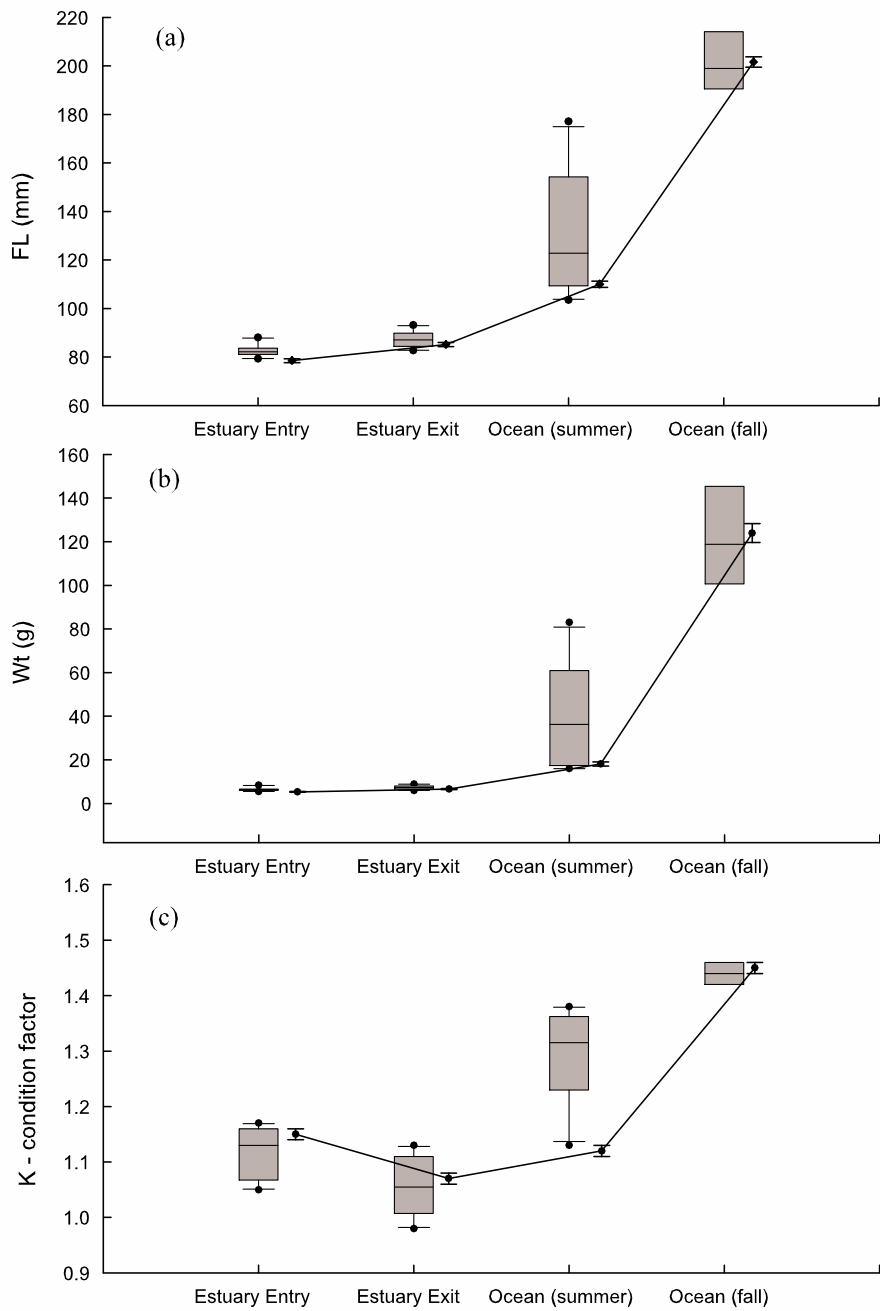 (a)
220
200
180
160
140
120
100
80
60
FL (mm)
Estuary Entry Estuary Exit Ocean (summer) Ocean (fall)
(b)
160
140
120
100
80
60
40
20
0
Wt (g)
Estuary Entry Estuary Exit Ocean (summer) Ocean (fall)
(c)
1.6
1.5
1.4
1.3
1.2
1.1
1.0
0.9
K - condition factor
Estuary Entry Estuary Exit Ocean (summer) Ocean (fall)